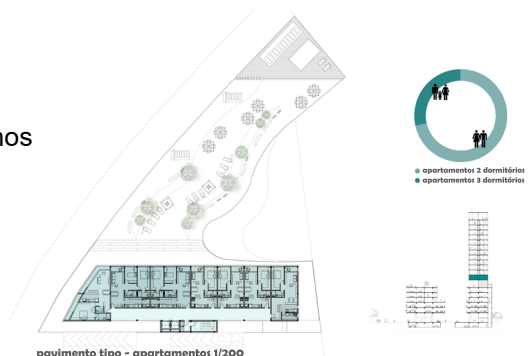 nos
apartamentos 2 dormitórios
apartamentos 3 dormitórios
pavimento tipo - apartamentos 1/200